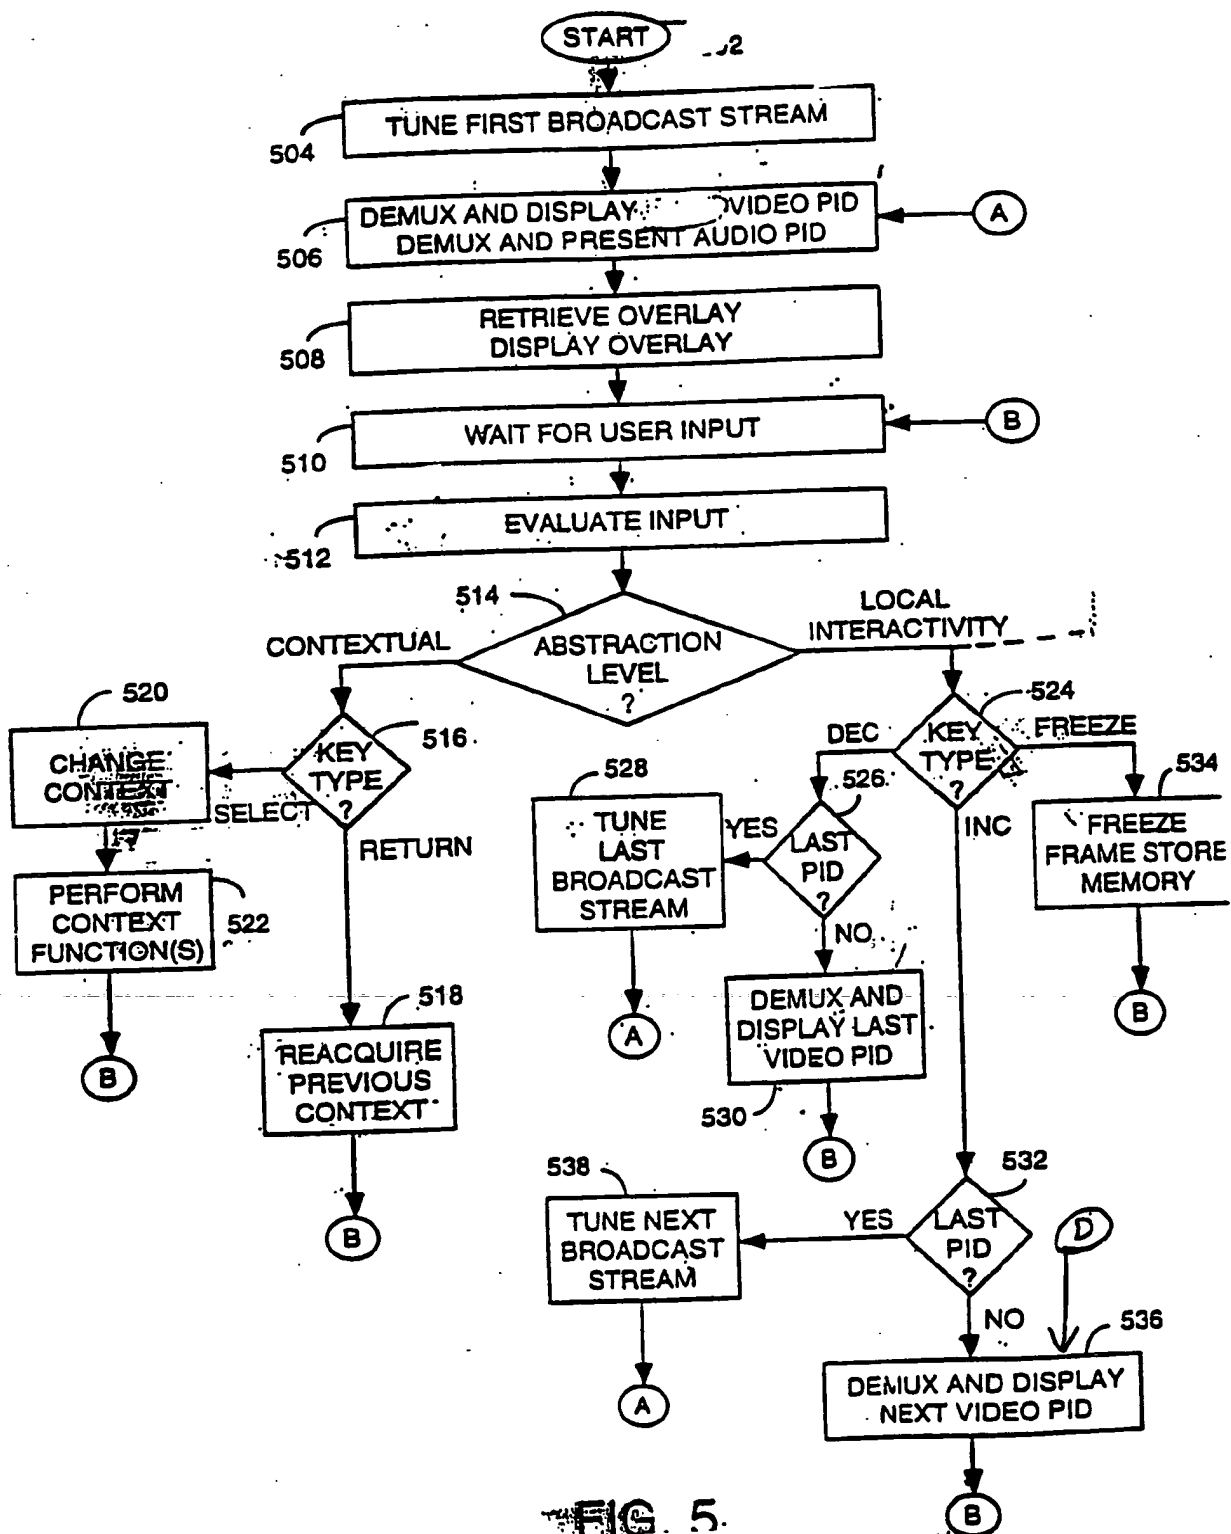 START
504
TUNE FIRST BROADCAST STREAM
506
DEMUX AND DISPLAY VIDEO PID
DEMUX AND PRESENT AUDIO PID
A
508
RETRIEVE OVERLAY
DISPLAY OVERLAY
510
WAIT FOR USER INPUT
B
512
EVALUATE INPUT
514
ABSTRACTION
LEVEL
?
CONTEXTUAL
LOCAL
INTERACTIVITY
520
CHANGE
CONTEXT
516
KEY
TYPE
?
SELECT
RETURN
522
PERFORM
CONTEXT
FUNCTION(S)
B
518
REACQUIRE
PREVIOUS
CONTEXT
B
524
KEY
TYPE
?
DEC
FREEZE
INC
534
FREEZE
FRAME STORE
MEMORY
B
526
LAST
PID
?
YES
NO
528
TUNE
LAST
BROADCAST
STREAM
A
530
DEMUX AND
DISPLAY LAST
VIDEO PID
B
532
LAST
PID
?
YES
NO
538
TUNE NEXT
BROADCAST
STREAM
A
D
536
DEMUX AND DISPLAY
NEXT VIDEO PID
B
FIG. 5.